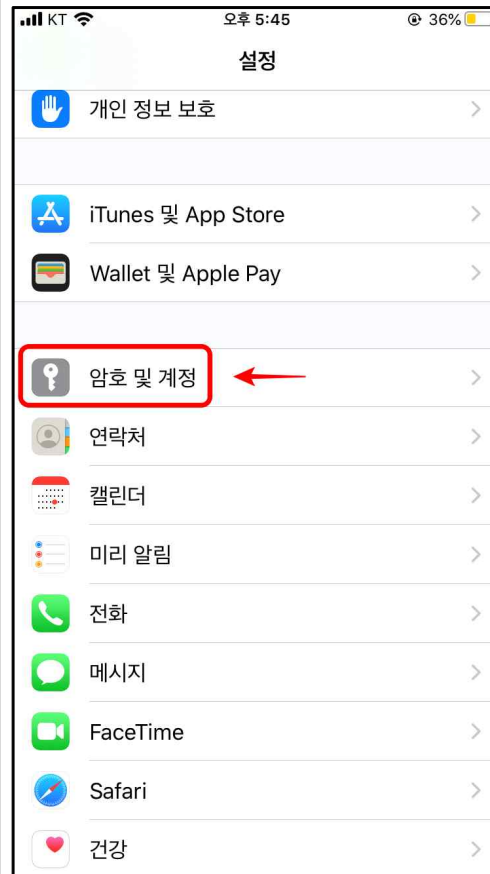 KT 오후 5:45 36%
설정
개인 정보 보호
iTunes 및 App Store
Wallet 및 Apple Pay
암호 및 계정
연락처
캘린더
미리 알림
전화
메시지
FaceTime
Safari
건강